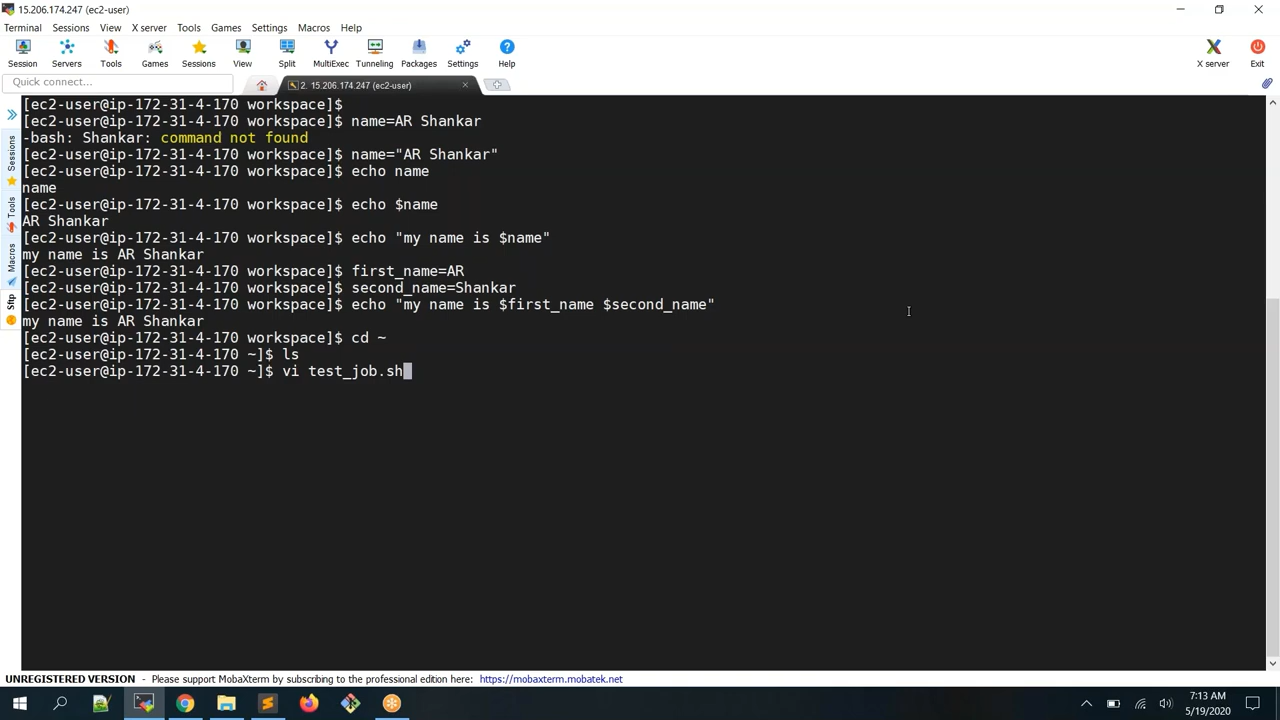 15.206.174.247 (ec2-user)
Terminal Sessions View X server Tools Games Settings Macros Help
Session Servers Tools Games Sessions View Split MultiExec Tunneling Packages Settings Help X server Exit
Quick connect...
2. 15.206.174.247 (ec2-user)
Sessions
Tools
Macros
Sftp
[ec2-user@ip-172-31-4-170 workspace]$
[ec2-user@ip-172-31-4-170 workspace]$ name=AR Shankar
-bash: Shankar: command not found
[ec2-user@ip-172-31-4-170 workspace]$ name="AR Shankar"
[ec2-user@ip-172-31-4-170 workspace]$ echo name
name
[ec2-user@ip-172-31-4-170 workspace]$ echo $name
AR Shankar
[ec2-user@ip-172-31-4-170 workspace]$ echo "my name is $name"
my name is AR Shankar
[ec2-user@ip-172-31-4-170 workspace]$ first_name=AR
[ec2-user@ip-172-31-4-170 workspace]$ second_name=Shankar
[ec2-user@ip-172-31-4-170 workspace]$ echo "my name is $first_name $second_name"
my name is AR Shankar
[ec2-user@ip-172-31-4-170 workspace]$ cd ~
[ec2-user@ip-172-31-4-170 ~]$ ls
[ec2-user@ip-172-31-4-170 ~]$ vi test_job.sh
UNREGISTERED VERSION - Please support MobaXterm by subscribing to the professional edition here: https://mobaxterm.mobatek.net
7:13 AM
5/19/2020